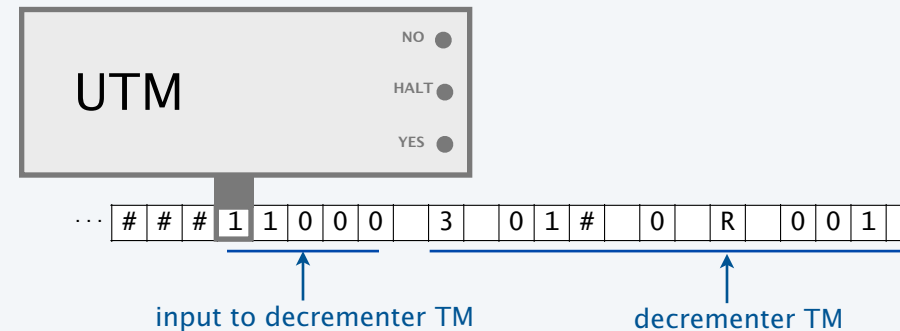 NO
UTM
HALT
YES
... # # # 1 1 0 0 0 3 0 1 # 0 R 0 0 1
input to decrementer TM
decrementer TM